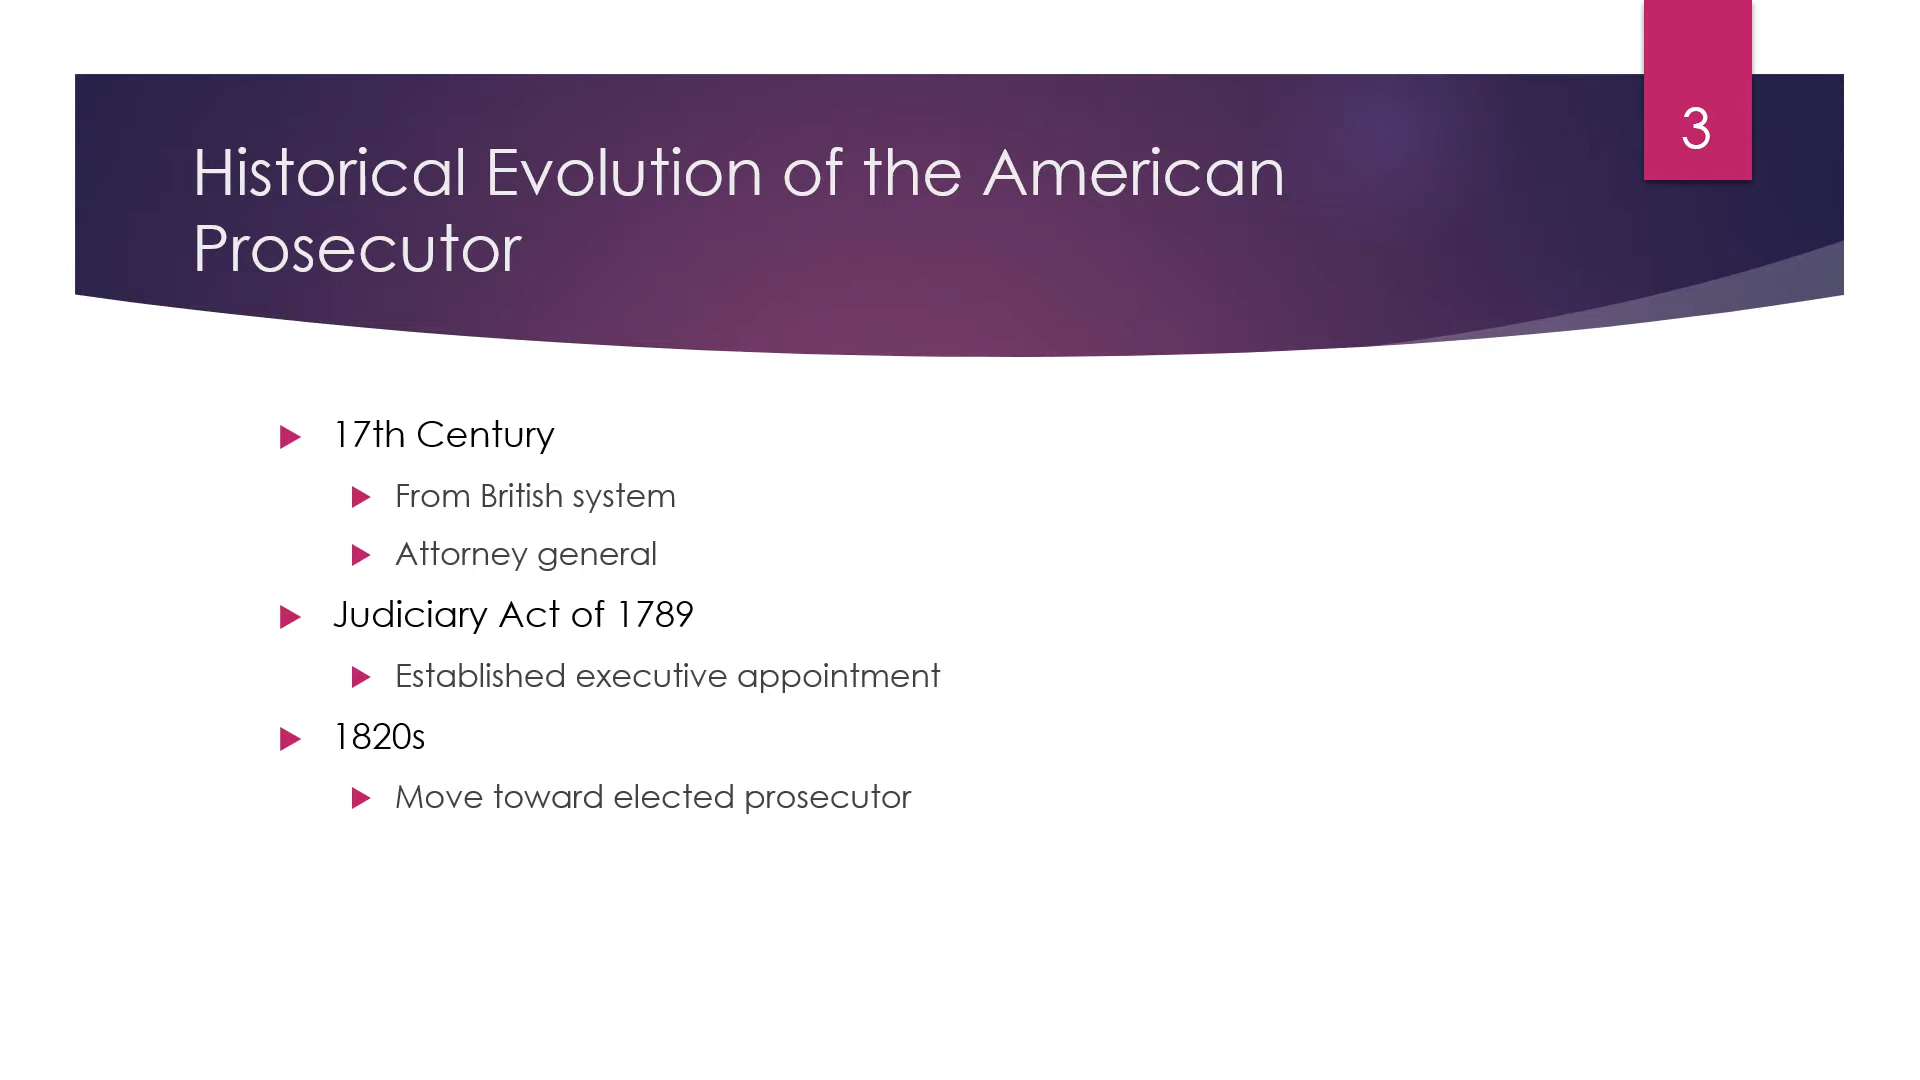 3
Historical Evolution of the American
Prosecutor
17th Century
From British system
Attorney general
Judiciary Act of 1789
Established executive appointment
1820s
Move toward elected prosecutor